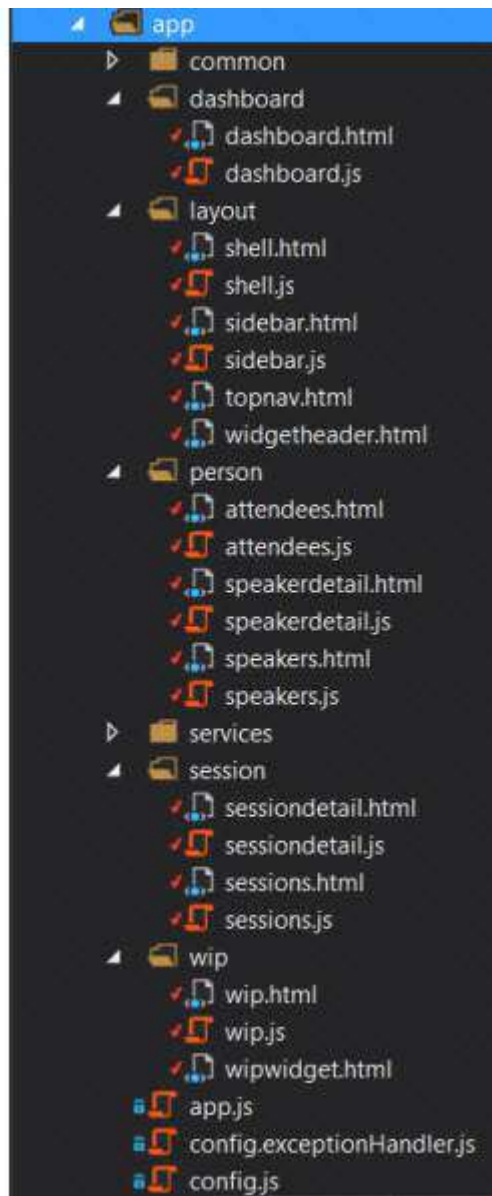 app
common
dashboard
dashboard.html
dashboard.js
layout
shell.html
shell.js
sidebar.html
sidebar.js
topnav.html
widgetheader.html
person
attendees.html
attendees.js
speakerdetail.html
speakerdetail.js
speakers.html
speakers.js
services
session
sessiondetail.html
sessiondetail.js
sessions.html
sessions.js
wip
wip.html
wip.js
wipwidget.html
app.js
config.exceptionHandler.js
config.js